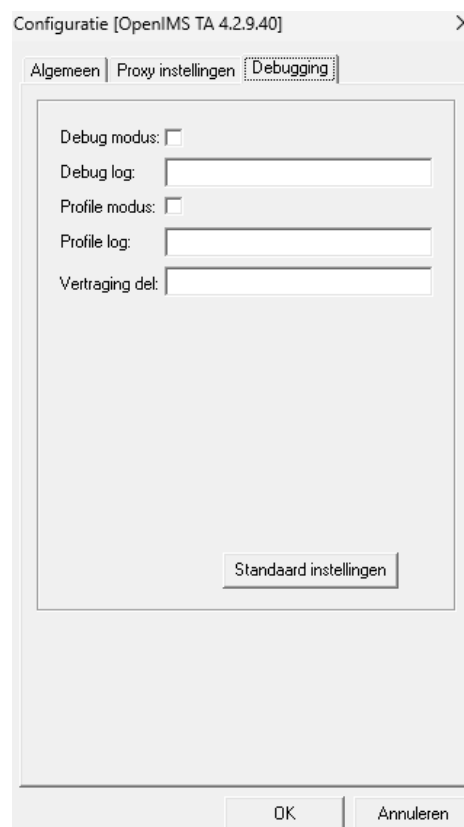 Configuratie [OpenIMS TA 4.2.9.40]
Algemeen Proxy instellingen Debugging
Debug modus:
Debug log:
Profile modus:
Profile log:
Vertraging del:
Standaard instellingen
OK Annuleren